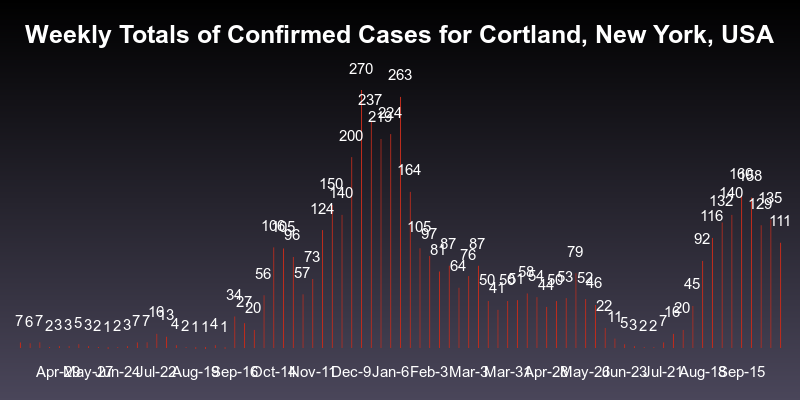 Weekly Totals of Confirmed Cases for Cortland, New York, USA
7 6 7 2 3 3 5 3 2 1 2 3 7 7 16 13 4 2 1 1 4 1 34 27 20 56 106 105 96 57 73 124 150 140 200 270 237 219 224 263 164 105 97 81 87 64 76 87 50 41 50 51 58 54 44 50 53 79 52 46 22 11 5 3 2 2 7 16 20 45 92 116 132 140 129 135 111
Apr-29 May-27 Jun-24 Jul-22 Aug-19 Sep-16 Oct-14 Nov-11 Dec-9 Jan-6 Feb-3 Mar-3 Mar-31 Apr-28 May-26 Jun-23 Jul-21 Aug-18 Sep-15